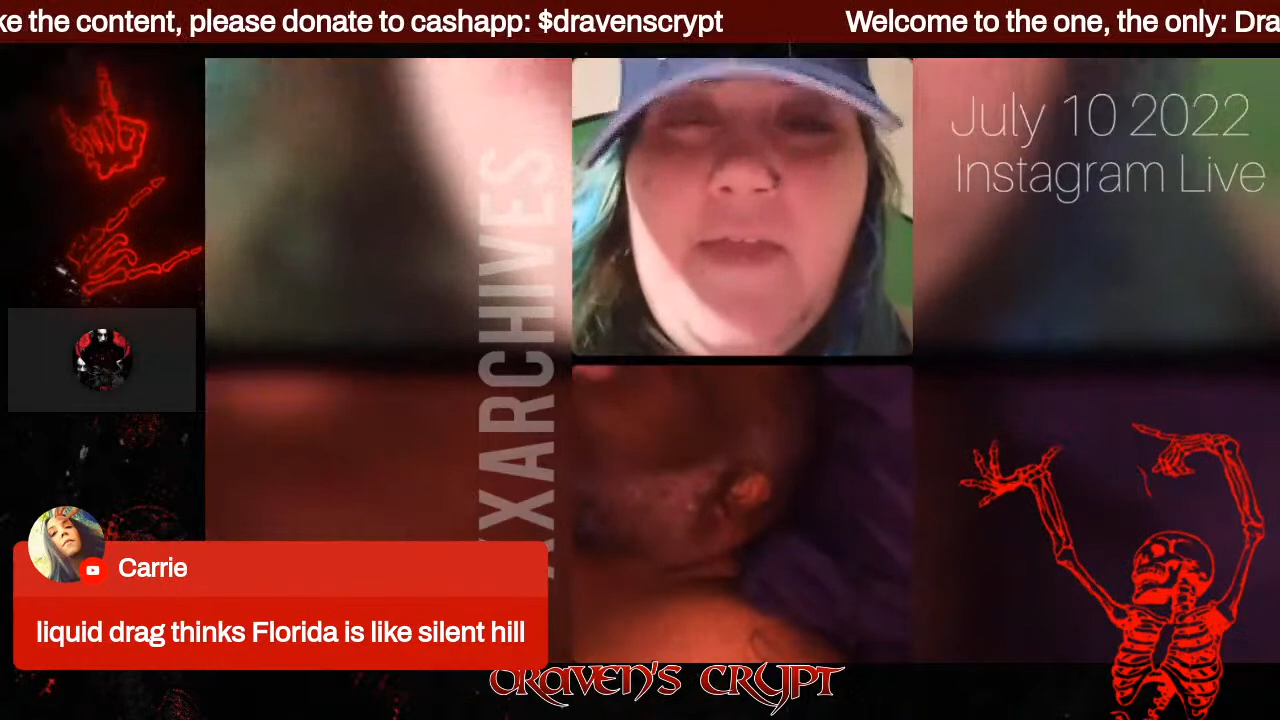 ke the content, please donate to cashapp: $dravenscrypt
Welcome to the one, the only: Dra
July 10 2022
Instagram Live
XARCHIVES
Carrie
liquid drag thinks Florida is like silent hill
DRAVEN'S CRYPT